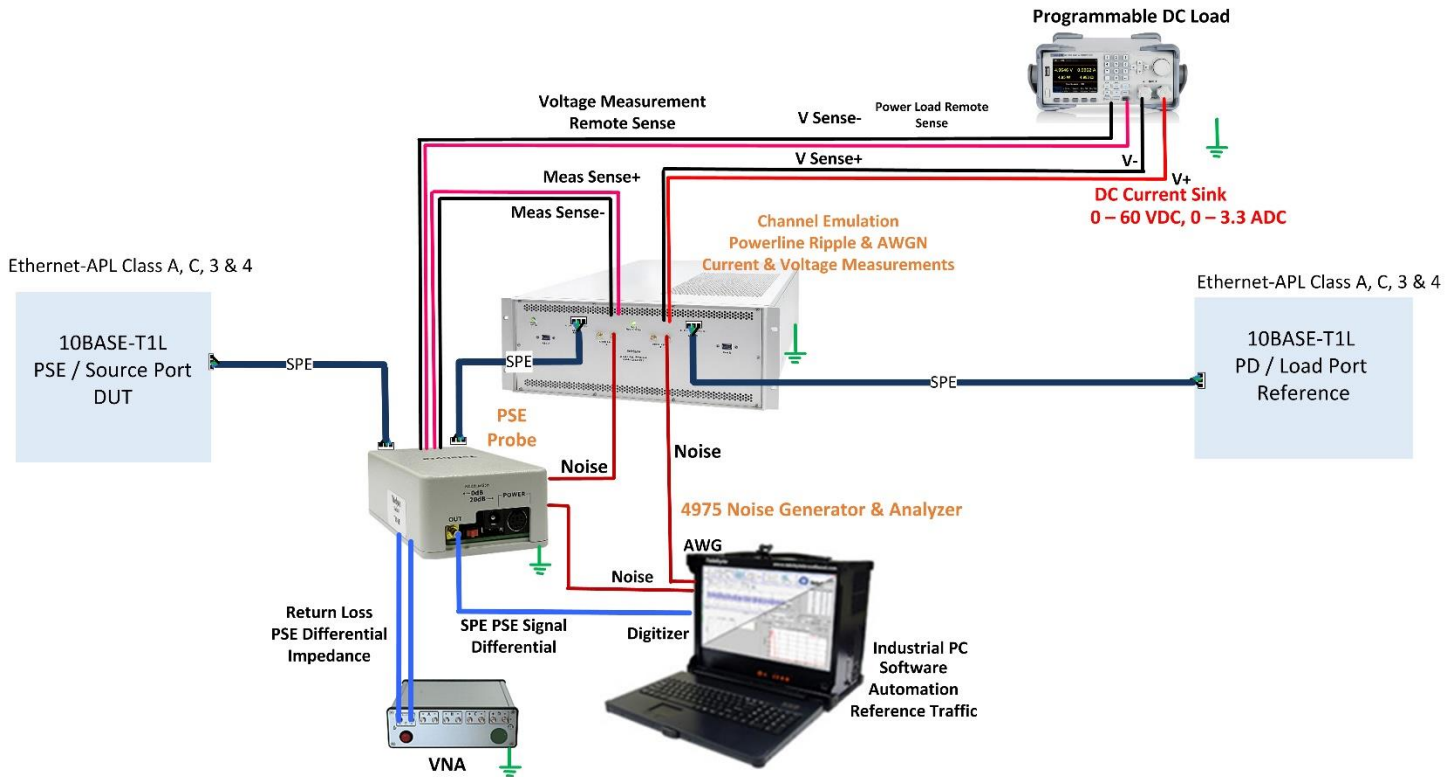 Programmable DC Load
Voltage Measurement
Remote Sense
V Sense-
Power Load Remote
Sense
V Sense+
V-
V+
Meas Sense+
Meas Sense-
DC Current Sink
0 – 60 VDC, 0 – 3.3 ADC
Channel Emulation
Powerline Ripple & AWGN
Current & Voltage Measurements
Ethernet-APL Class A, C, 3 & 4
Ethernet-APL Class A, C, 3 & 4
10BASE-T1L
PSE / Source Port
DUT
SPE
SPE
SPE
10BASE-T1L
PD / Load Port
Reference
PSE
Probe
Noise
Noise
0dB
20dB
POWER
OUT
4975 Noise Generator & Analyzer
AWG
Noise
Return Loss
PSE Differential
Impedance
SPE PSE Signal
Differential
Digitizer
Industrial PC
Software
Automation
Reference Traffic
VNA